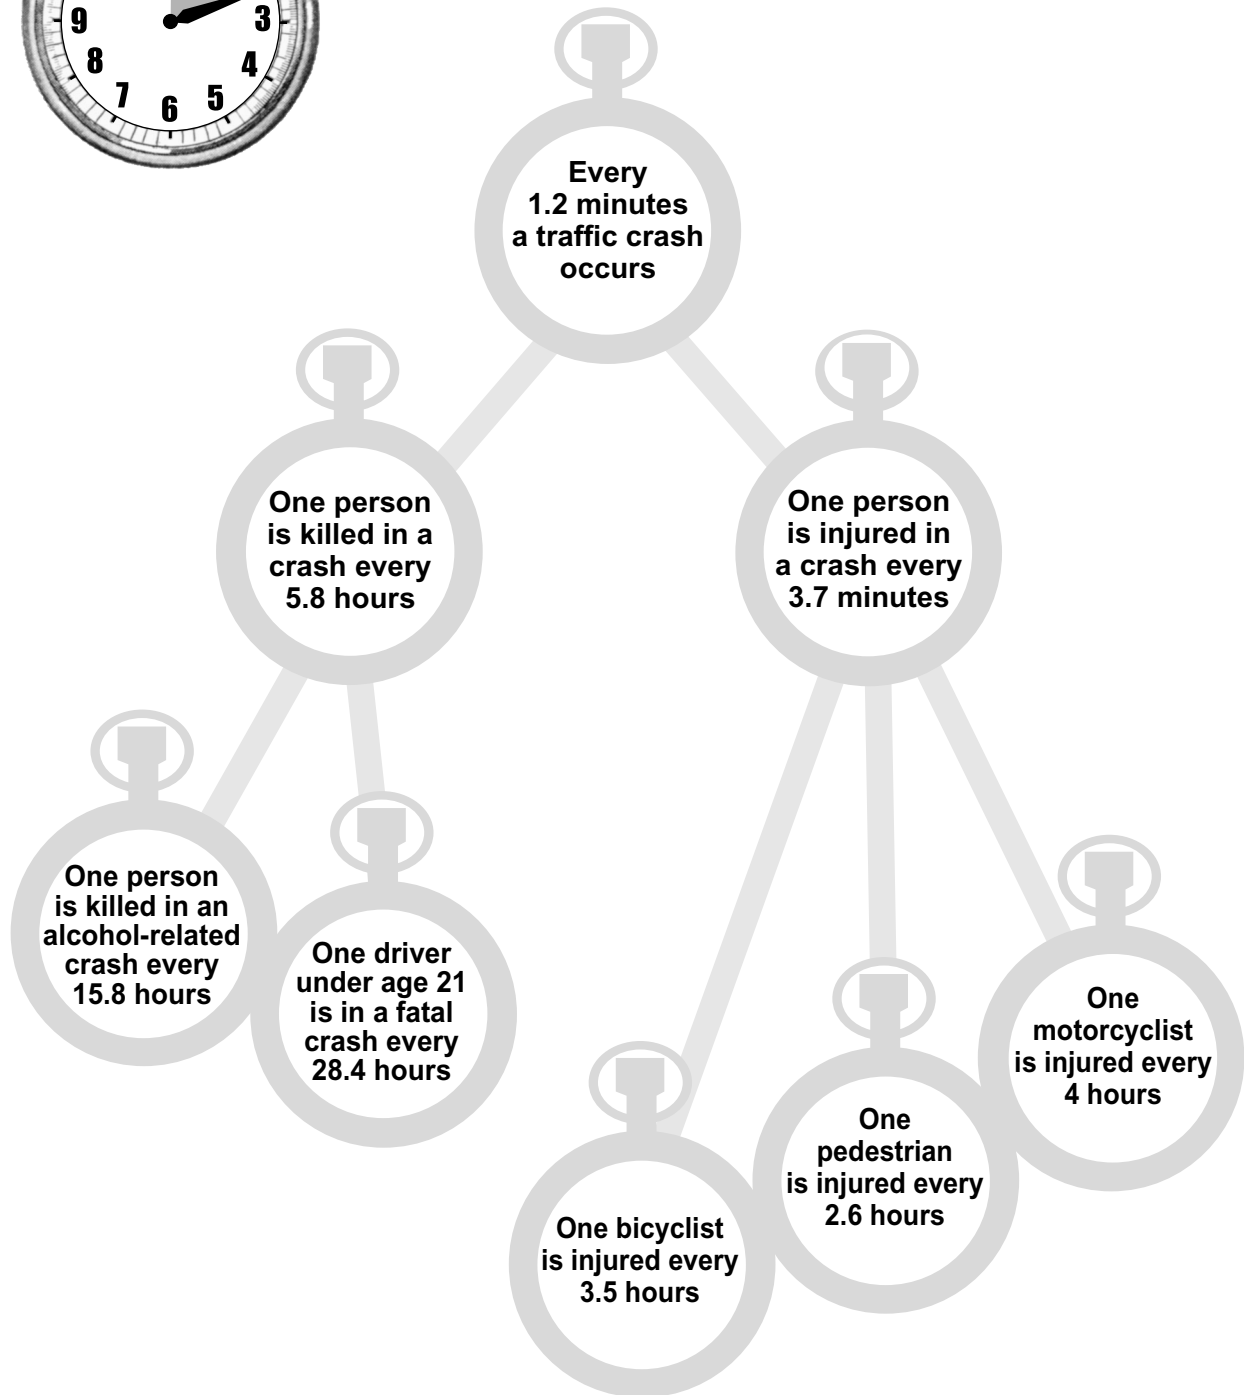 9
3
8
4
7
5
6
Every
1.2 minutes
a traffic crash
occurs
One person
is killed in a
crash every
5.8 hours
One person
is injured in
a crash every
3.7 minutes
One person
is killed in an
alcohol-related
crash every
15.8 hours
One driver
under age 21
is in a fatal
crash every
28.4 hours
One bicyclist
is injured every
3.5 hours
One
pedestrian
is injured every
2.6 hours
One
motorcyclist
is injured every
4 hours